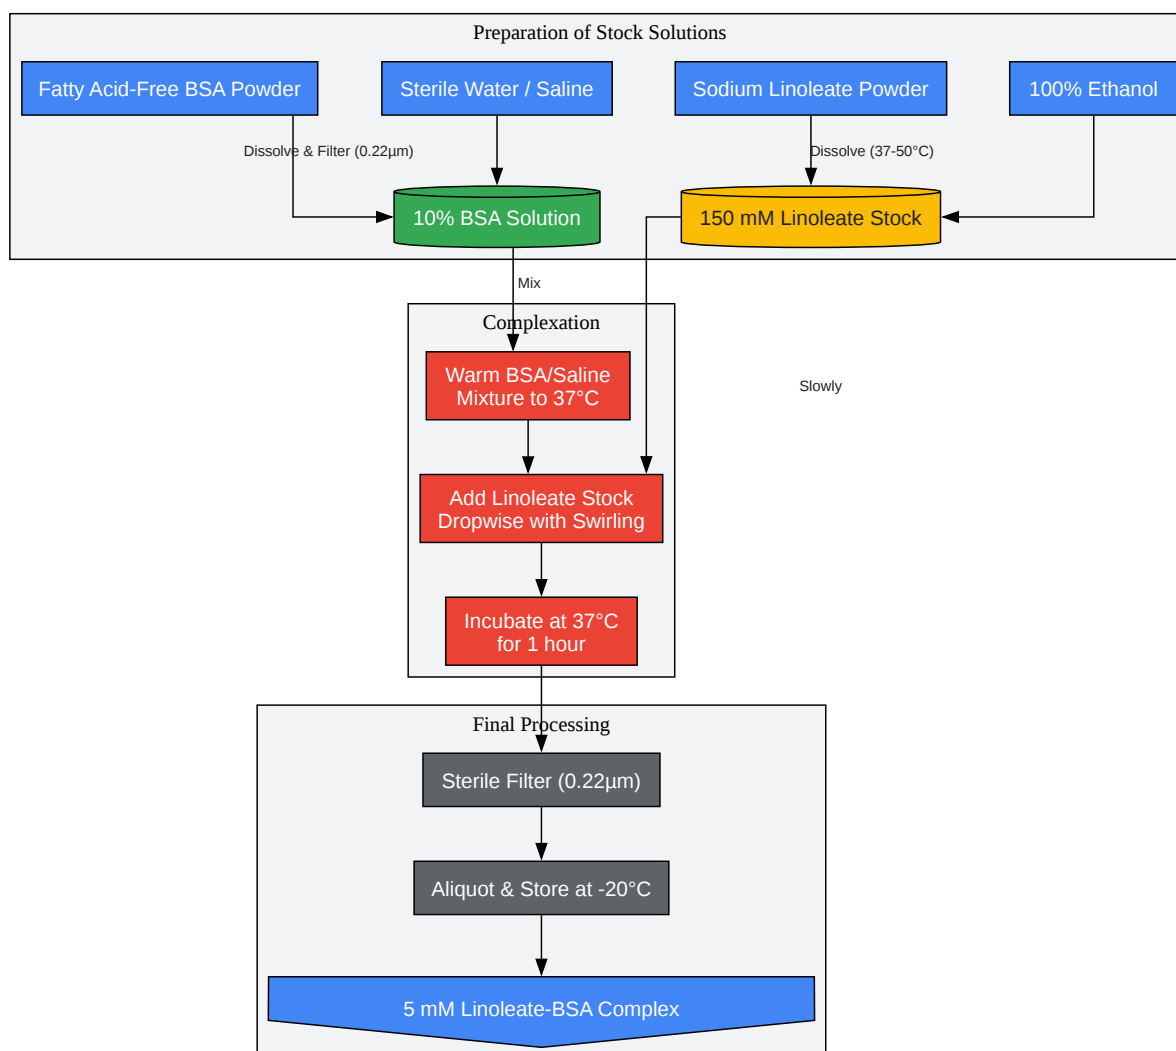 Preparation of Stock Solutions
Fatty Acid-Free BSA Powder
Sterile Water / Saline
Sodium Linoleate Powder
100% Ethanol
Dissolve & Filter (0.22µm)
Dissolve (37-50°C)
10% BSA Solution
150 mM Linoleate Stock
Mix
Complexation
Warm BSA/Saline
Mixture to 37°C
Slowly
Add Linoleate Stock
Dropwise with Swirling
Incubate at 37°C
for 1 hour
Final Processing
Sterile Filter (0.22µm)
Aliquot & Store at -20°C
5 mM Linoleate-BSA Complex